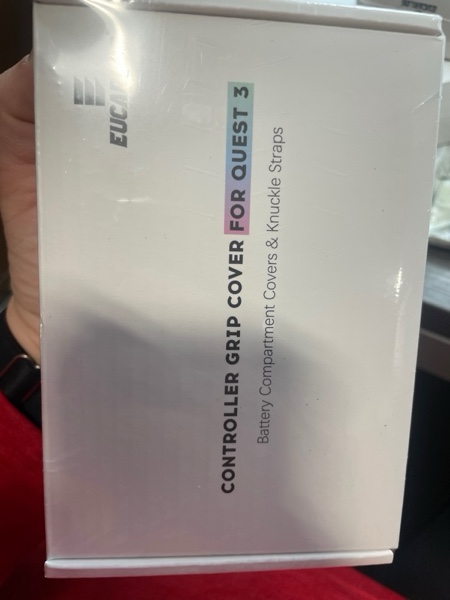 CONTROLLER GRIP COVER FOR QUEST 3
Battery Compartment Covers & Knuckle Straps